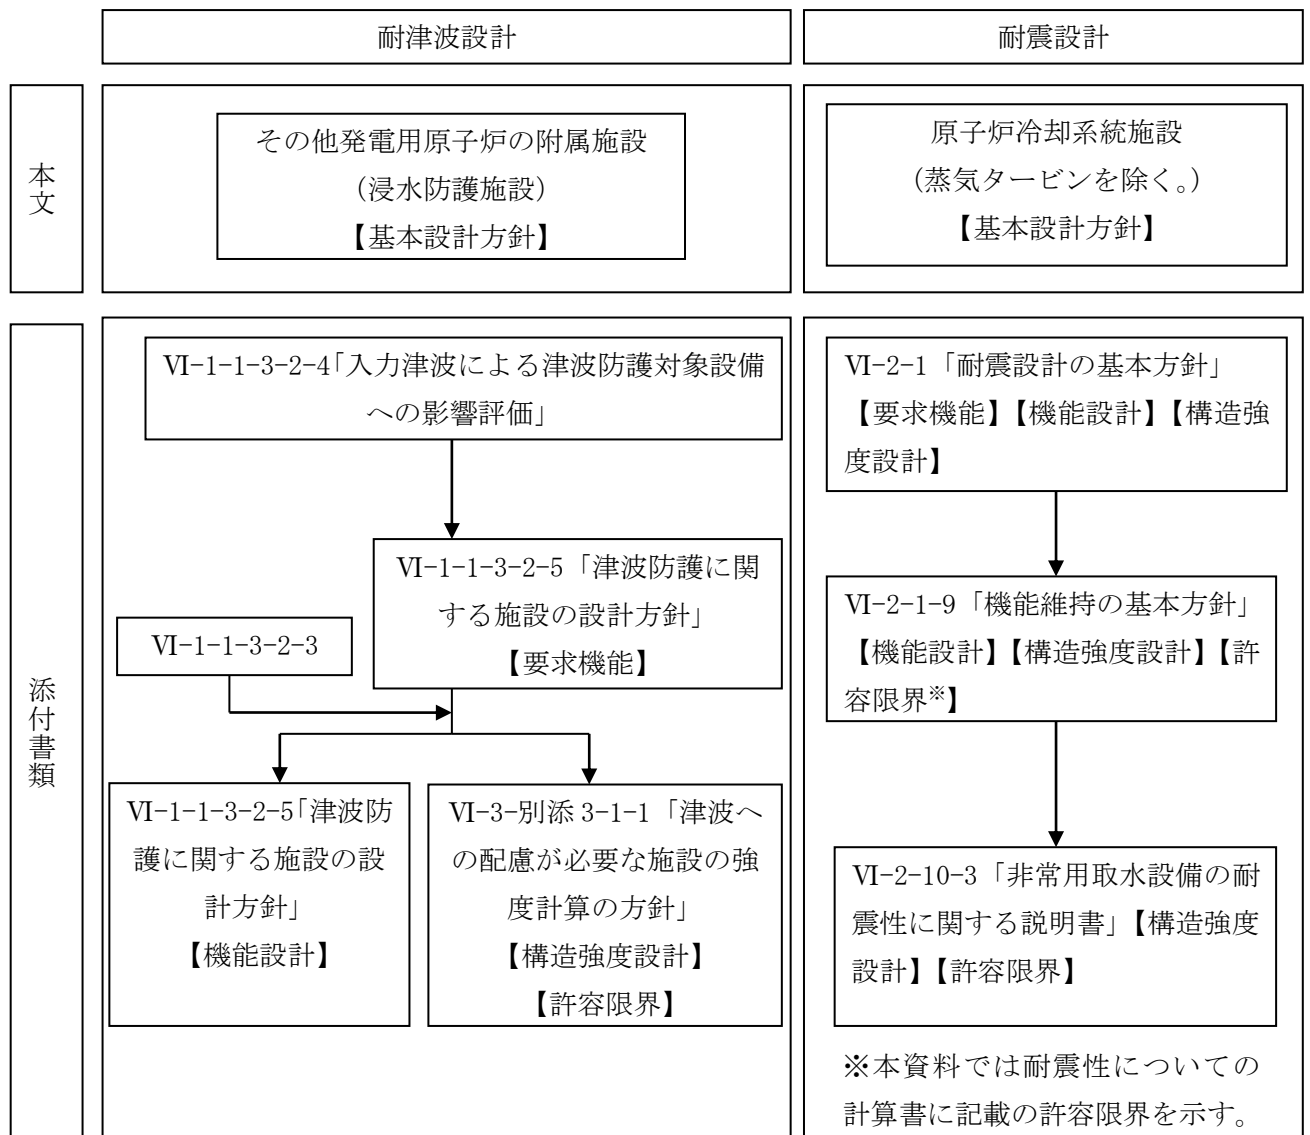 耐津波設計
耐震設計
本文
その他発電用原子炉の附属施設
（浸水防護施設）
【基本設計方針】
原子炉冷却系統施設
（蒸気タービンを除く。）
【基本設計方針】
添付書類
Ⅵ-1-1-3-2-4「入力津波による津波防護対象設備
への影響評価」
Ⅵ-1-1-3-2-5「津波防護に関
する施設の設計方針」
【要求機能】
Ⅵ-1-1-3-2-3
Ⅵ-1-1-3-2-5「津波防
護に関する施設の設
計方針」
【機能設計】
Ⅵ-3-別添 3-1-1「津波へ
の配慮が必要な施設の強
度計算の方針」
【構造強度設計】
【許容限界】
Ⅵ-2-1「耐震設計の基本方針」
【要求機能】【機能設計】【構造強
度設計】
Ⅵ-2-1-9「機能維持の基本方針」
【機能設計】【構造強度設計】【許
容限界※】
Ⅵ-2-10-3「非常用取水設備の耐
震性に関する説明書」【構造強度
設計】【許容限界】
※本資料では耐震性についての
計算書に記載の許容限界を示す。